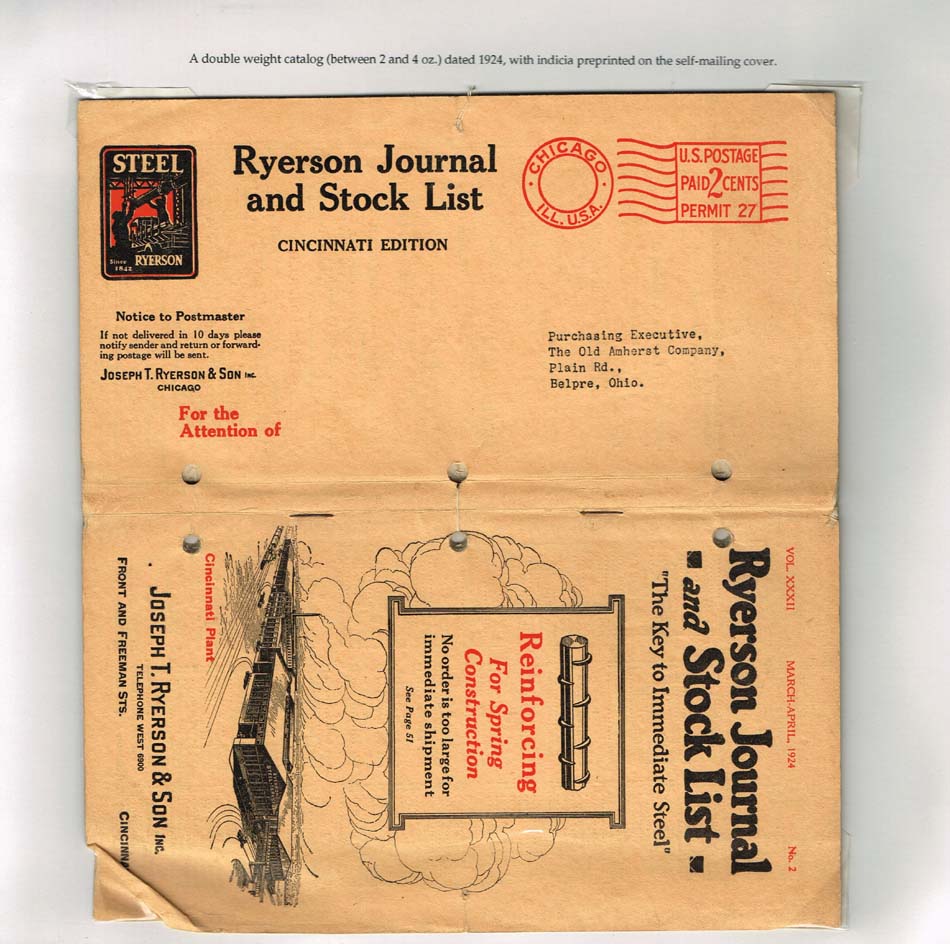 A double weight catalog (between 2 and 4 oz.) dated 1924, with indicia preprinted on the self-mailing cover.
STEEL
Since
1842
RYERSON
Ryerson Journal
and Stock List
CINCINNATI EDITION
CHICAGO
ILL. U.S.A.
U.S. POSTAGE
PAID 2 CENTS
PERMIT 27
Notice to Postmaster
If not delivered in 10 days please
notify sender and return or forward-
ing postage will be sent.
JOSEPH T. RYERSON & SON INC.
CHICAGO
For the
Attention of
Purchasing Executive,
The Old Amherst Company,
Plain Rd.,
Belpre, Ohio.
VOL. XXXII MARCH-APRIL, 1924 No. 2
Ryerson Journal
and Stock List
"The Key to Immediate Steel"
Reinforcing
For Spring
Construction
No order is too large for
immediate shipment
See Page 51
Cincinnati Plant
JOSEPH T. RYERSON & SON INC.
TELEPHONE WEST 6900
FRONT AND FREEMAN STS. CINCINN